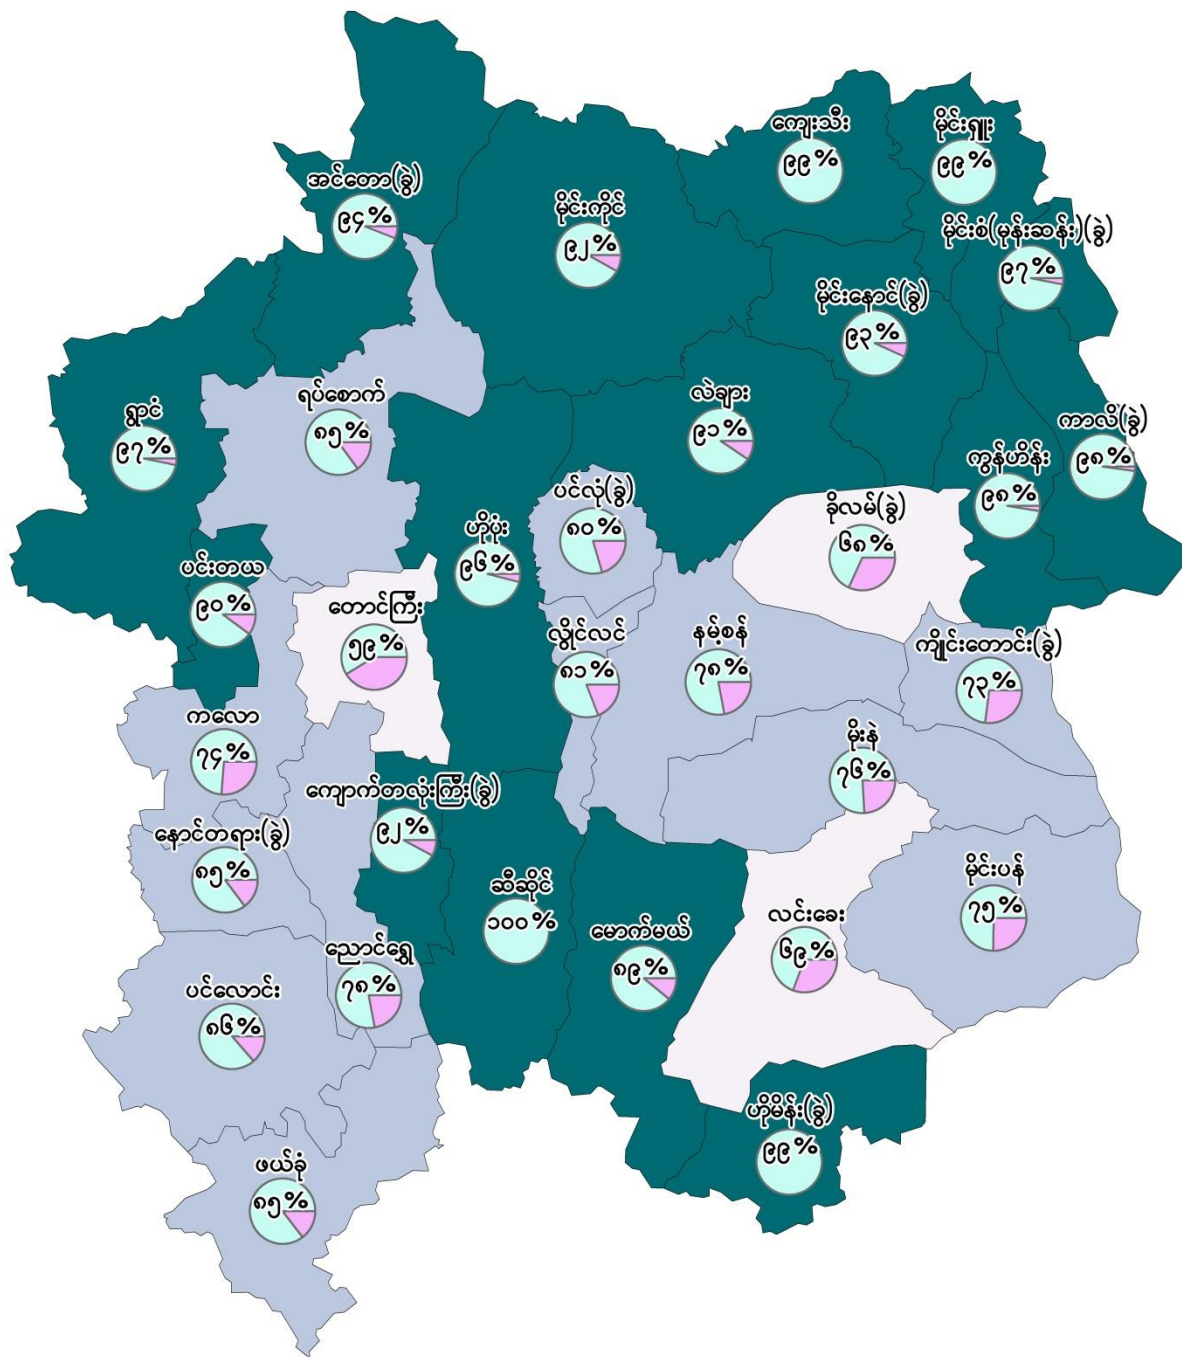 ကျေးသီး
၉၉%
မိုင်းရှူး
၉၉%
အင်တော(ခွဲ)
၉၄%
မိုင်းကိုင်
၉၂%
မိုင်းစံ(မုန်းဆန်း)(ခွဲ)
၉၇%
မိုင်းနောင်(ခွဲ)
၉၃%
ရပ်စောက်
၈၅%
လဲချား
၉၁%
ရွာငံ
၉၇%
ကာလိ(ခွဲ)
၉၈%
ကွန်ဟိန်း
၉၈%
ပင်လုံ(ခွဲ)
၈၀%
ခိုလမ်(ခွဲ)
၆၈%
ဟိုပုံး
၉၆%
ပင်းတယ
၉၀%
တောင်ကြီး
၅၉%
လွိုင်လင်
၈၁%
နမ့်စန်
၇၈%
ကျိုင်းတောင်း(ခွဲ)
၇၃%
ကလော
၇၄%
မိုးနဲ
၇၆%
ကျောက်တလုံးကြီး(ခွဲ)
၉၂%
နောင်တရား(ခွဲ)
၈၅%
ဆီဆိုင်
၁၀၀%
မိုင်းပန်
၇၅%
လင်းခေး
၆၉%
မောက်မယ်
၈၉%
ညောင်ရွှေ
၇၈%
ပင်လောင်း
၈၆%
ဟိုမိန်း(ခွဲ)
၉၉%
ဖယ်ခုံ
၈၅%